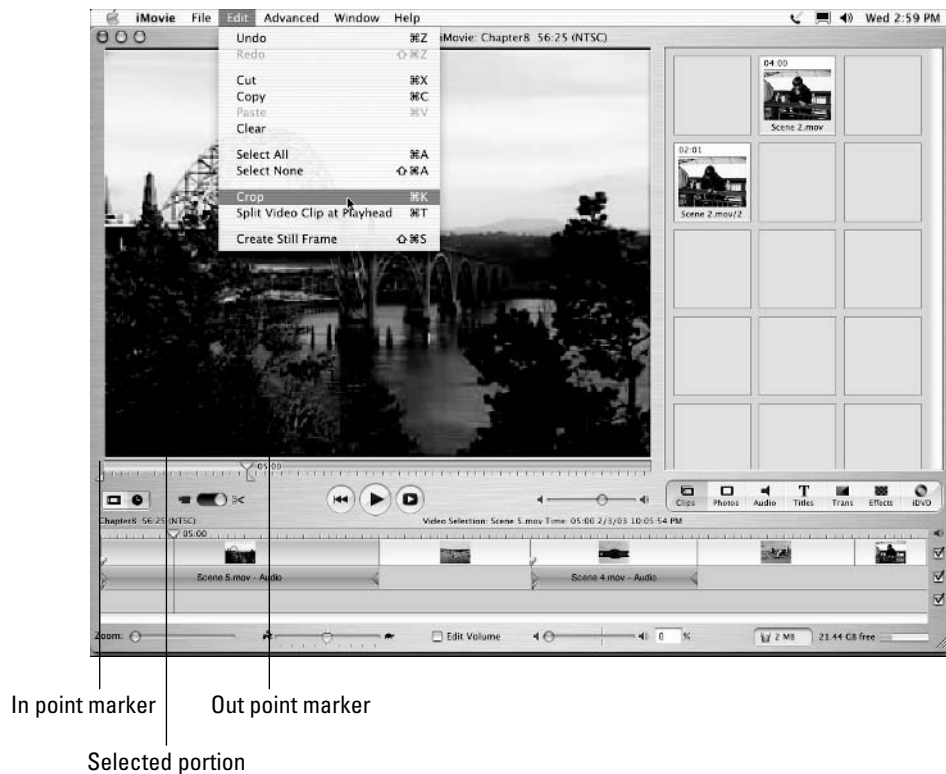 iMovie File Edit Advanced Window Help Wed 2:59 PM
iMovie: Chapter8 56:25 (NTSC)
Undo ⌘Z
Redo ⇧⌘Z
Cut ⌘X
Copy ⌘C
Paste ⌘V
Clear
Select All ⌘A
Select None ⇧⌘A
Crop ⌘K
Split Video Clip at Playhead ⌘T
Create Still Frame ⇧⌘S
04:00
Scene 2.mov
02:01
Scene 2.mov/2
05:00
Clips Photos Audio Titles Trans Effects iDVD
Chapter8 56:25 (NTSC) Video Selection: Scene 5.mov Time: 05:00 2/3/03 10:05:54 PM
05:00
Scene 5.mov - Audio Scene 4.mov - Audio
Zoom: Edit Volume 0 % 2 MB 21.44 GB free
In point marker Out point marker
Selected portion